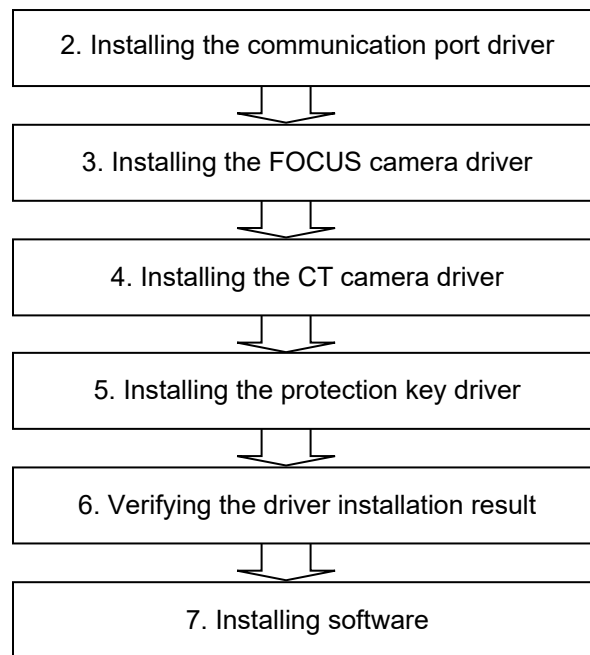 2. Installing the communication port driver
3. Installing the FOCUS camera driver
4. Installing the CT camera driver
5. Installing the protection key driver
6. Verifying the driver installation result
7. Installing software